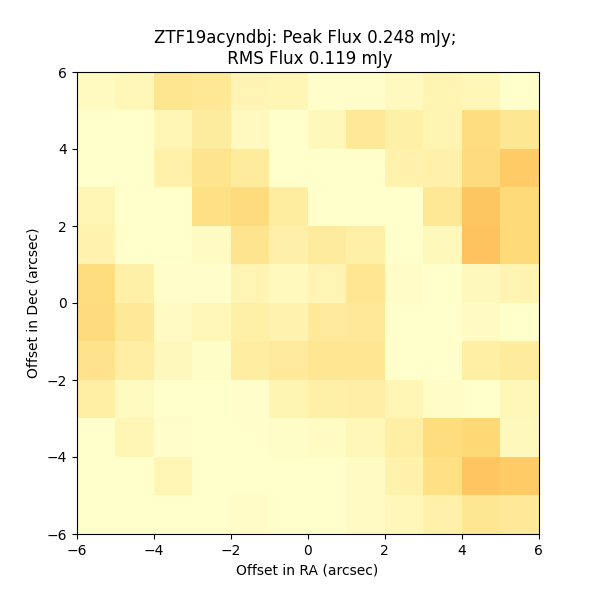 ZTF19acyndbj: Peak Flux 0.248 mJy;
RMS Flux 0.119 mJy
6
4
2
0
−2
−4
−6
Offset in Dec (arcsec)
−6 −4 −2 0 2 4 6
Offset in RA (arcsec)